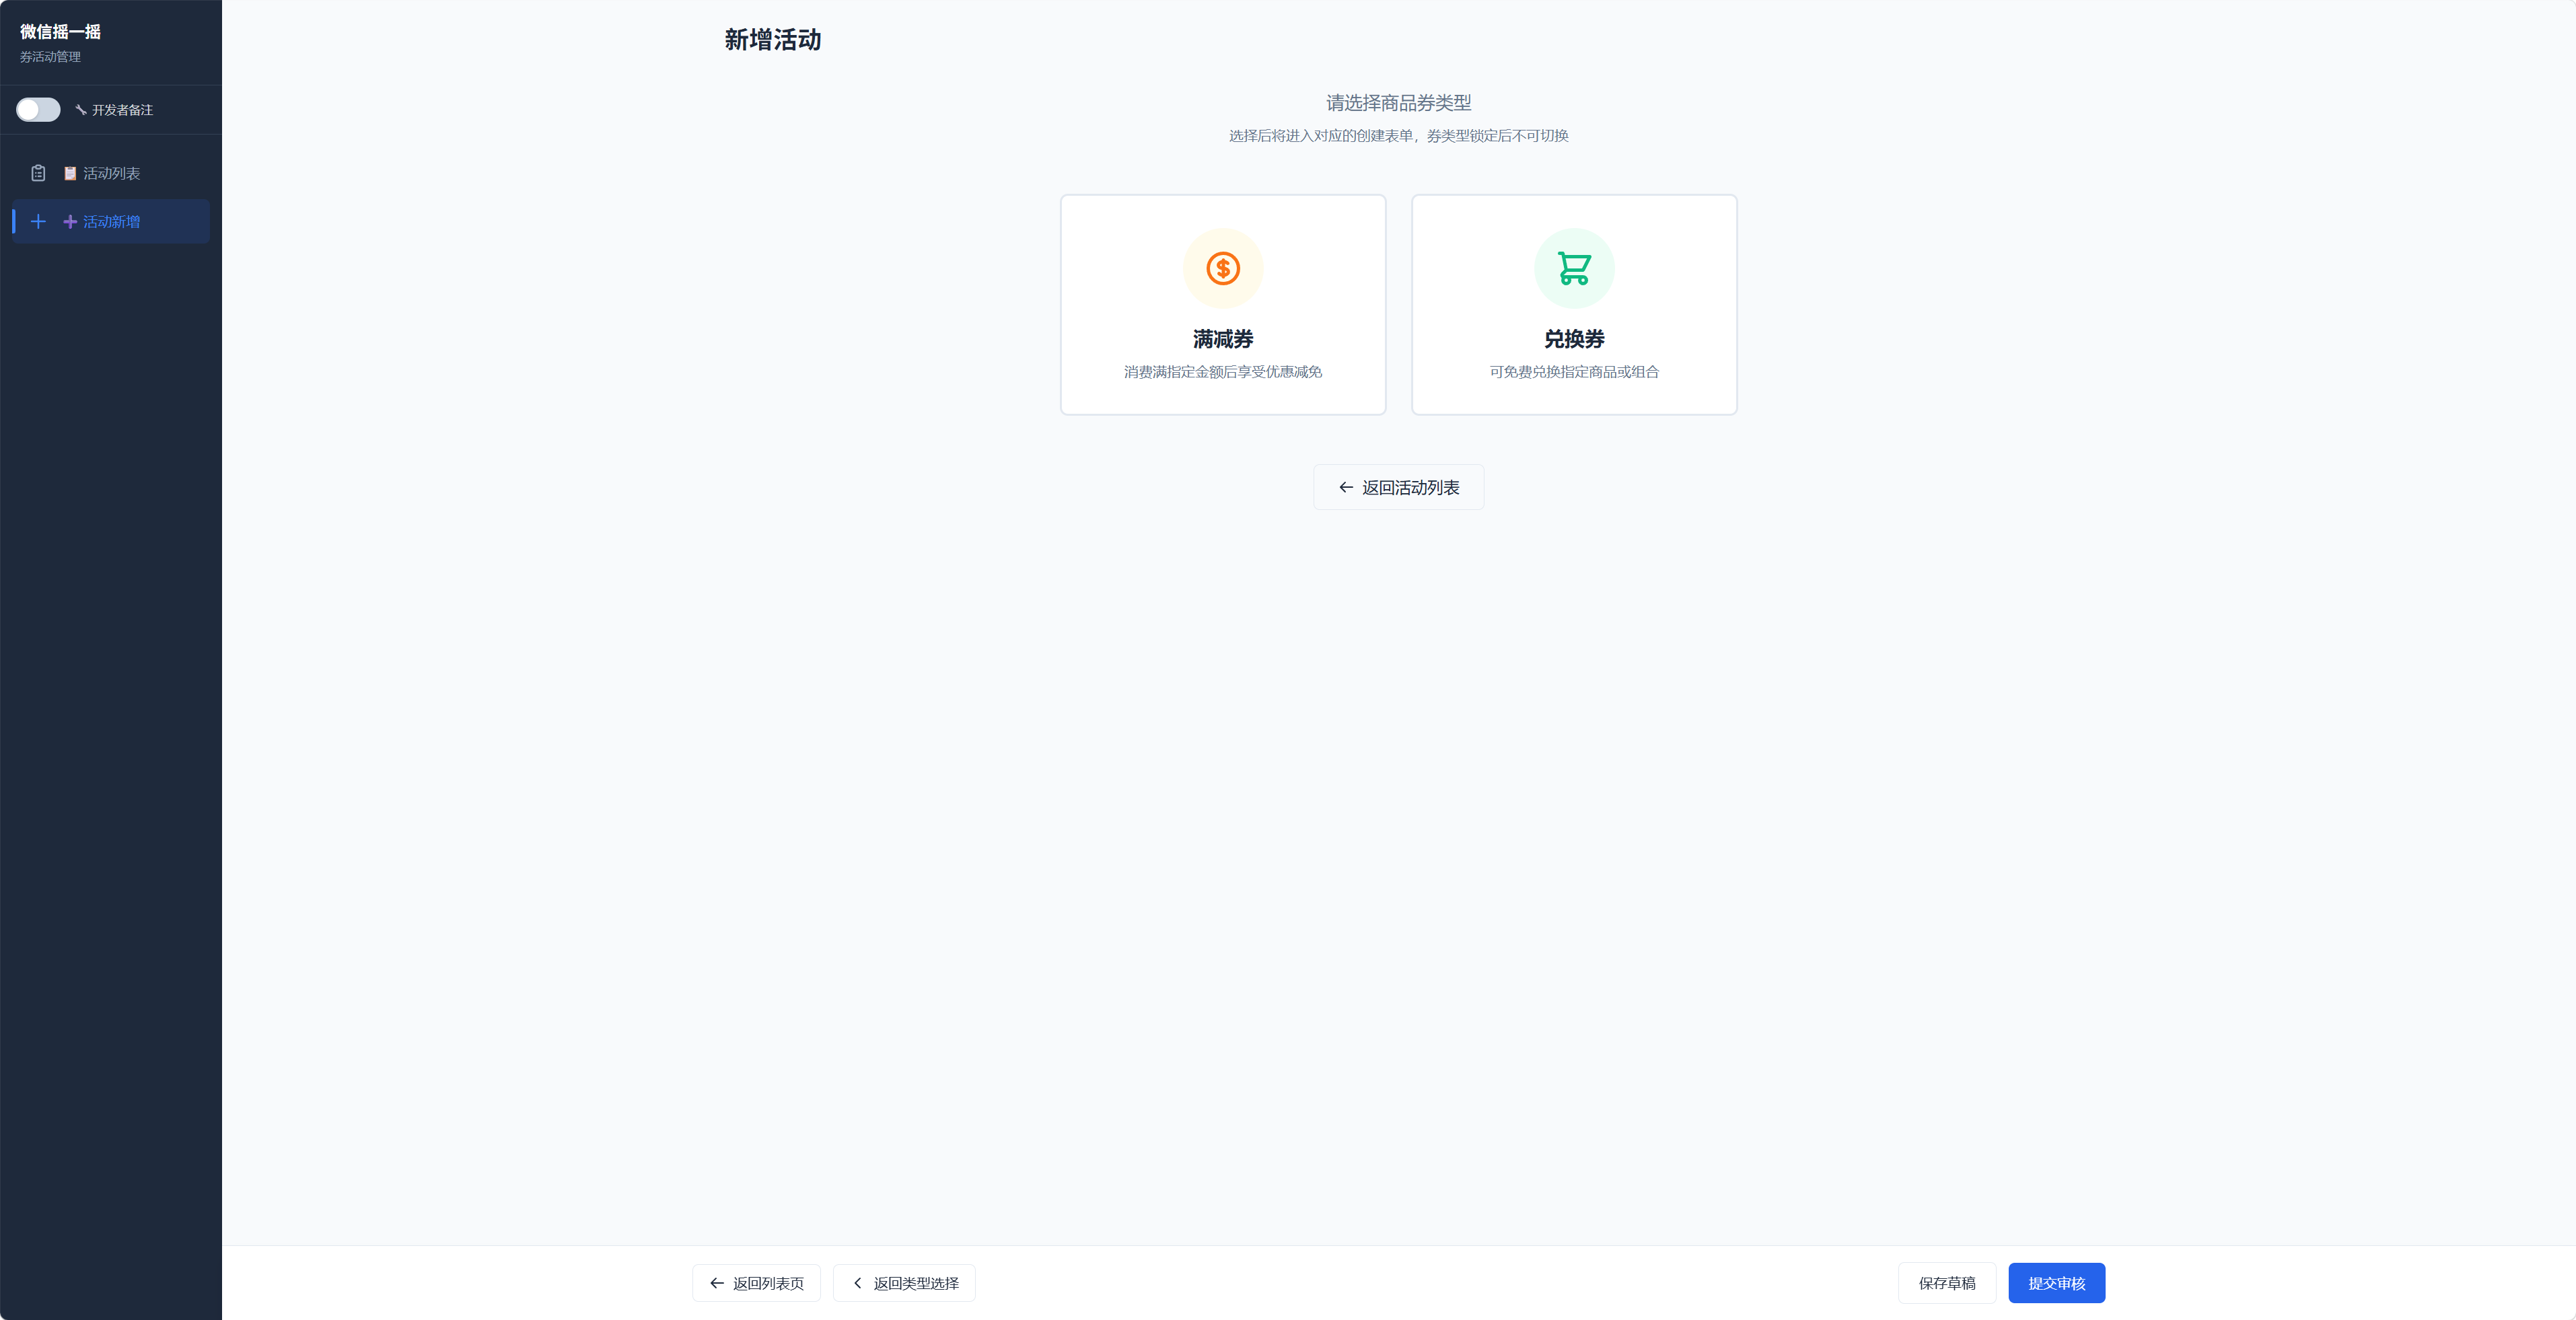 微信摇一摇
券活动管理
开发者备注
活动列表
活动新增
新增活动
请选择商品券类型
选择后将进入对应的创建表单，券类型锁定后不可切换
满减券
消费满指定金额后享受优惠减免
兑换券
可免费兑换指定商品或组合
返回活动列表
返回列表页
返回类型选择
保存草稿
提交审核